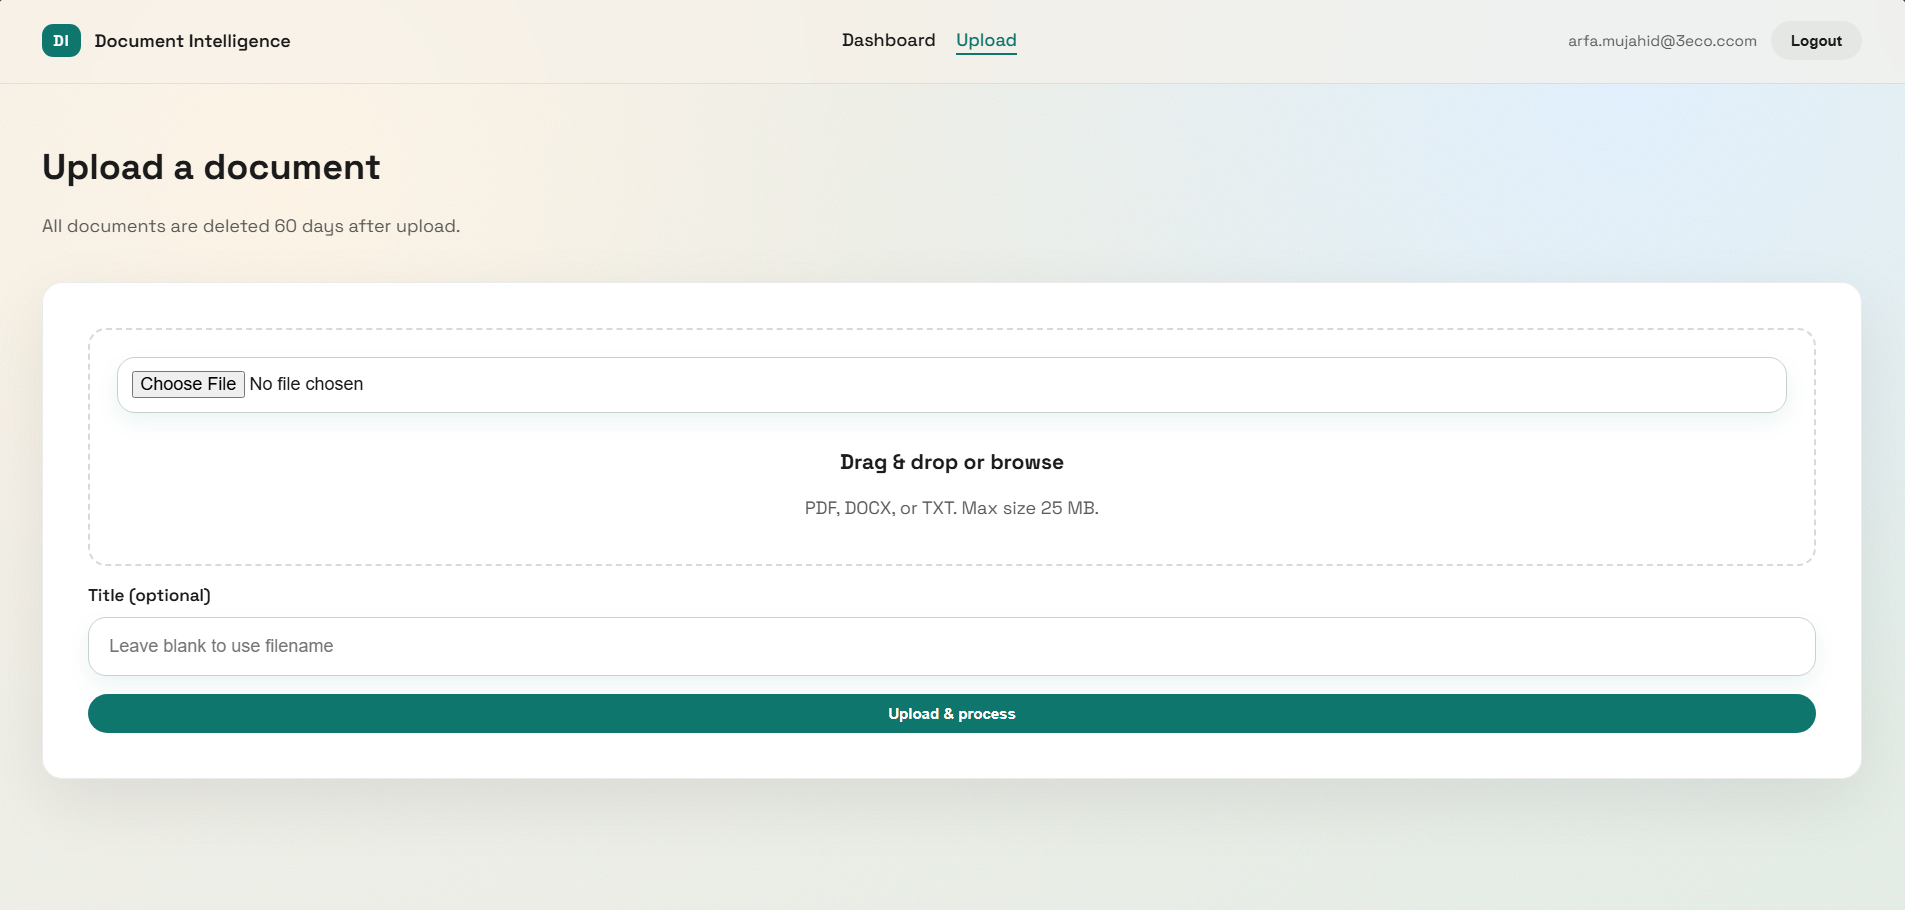 DI Document Intelligence Dashboard Upload arfa.mujahid@3eco.ccom Logout
Upload a document
All documents are deleted 60 days after upload.
Choose File No file chosen
Drag & drop or browse
PDF, DOCX, or TXT. Max size 25 MB.
Title (optional)
Leave blank to use filename
Upload & process